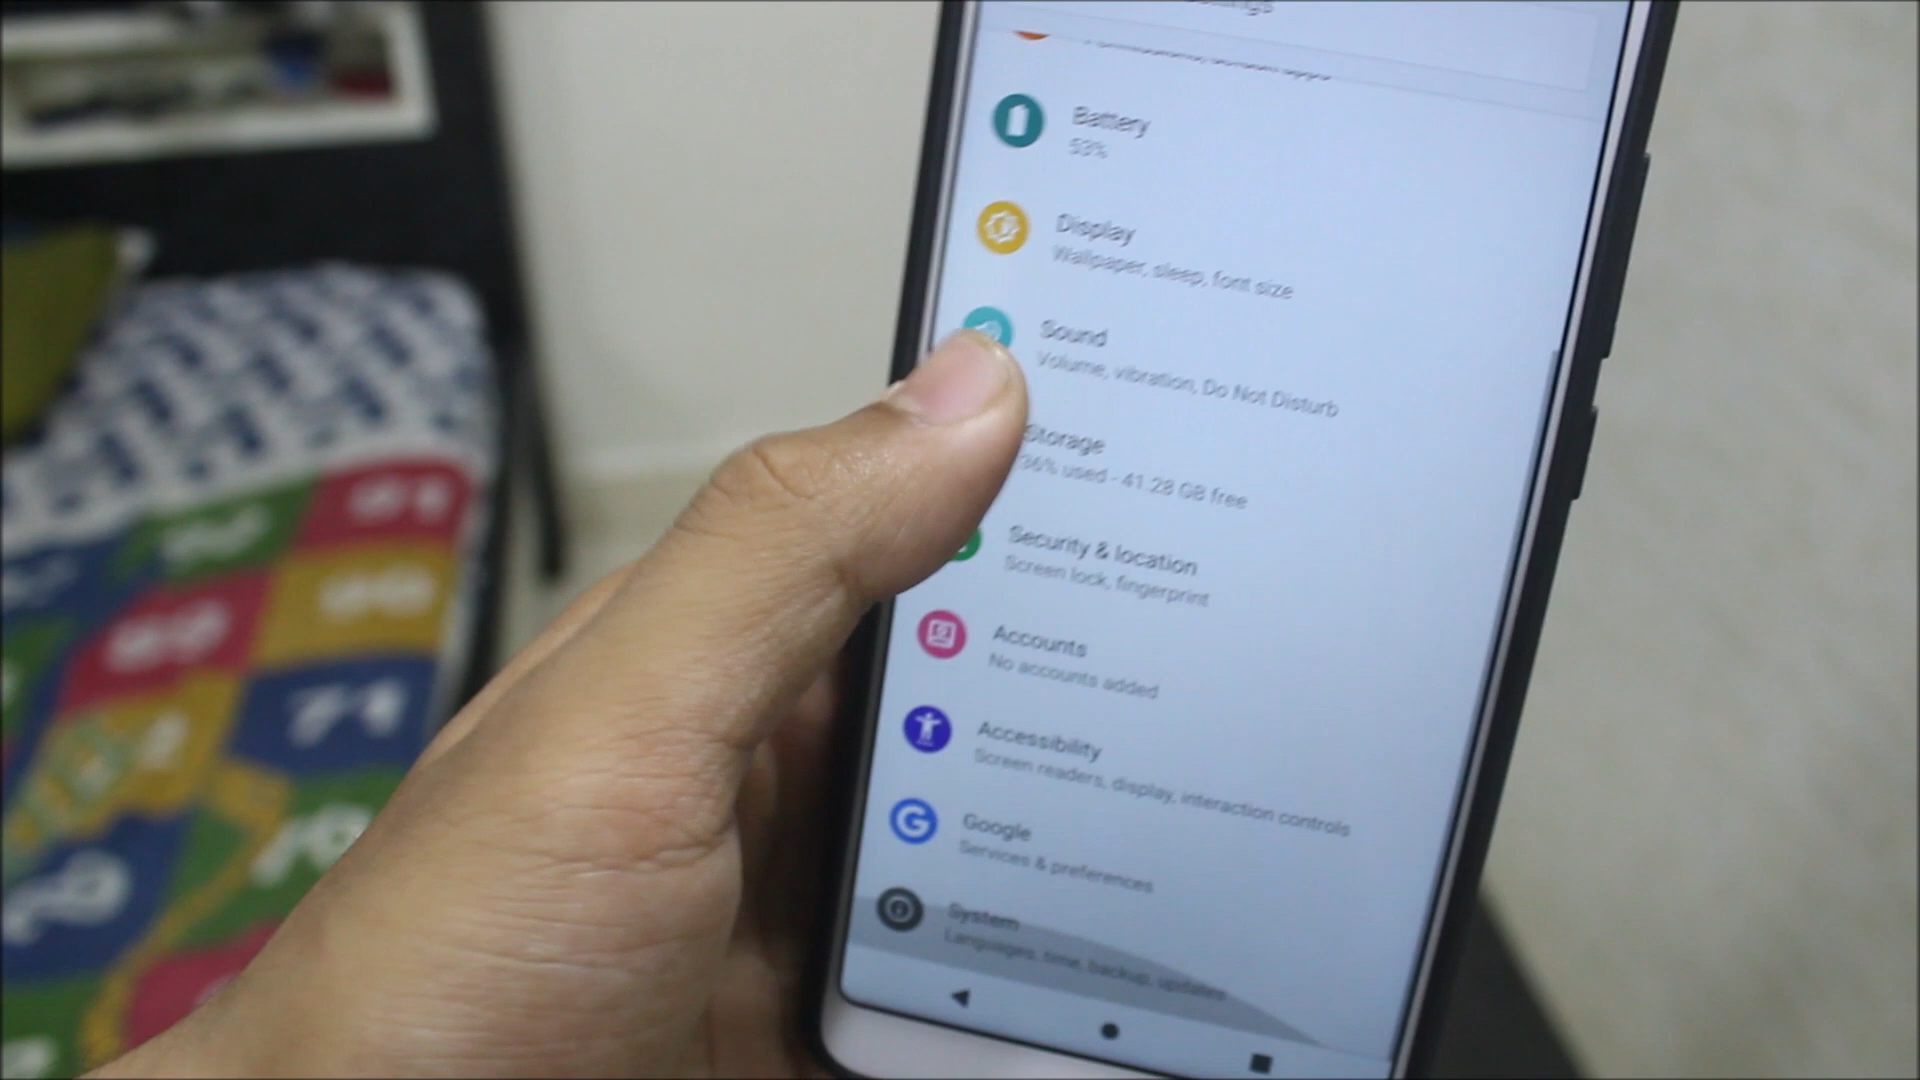 Battery
53%
Display
Wallpaper, sleep, font size
Sound
Volume, vibration, Do Not Disturb
Storage
36% used - 41.28 GB free
Security & location
Screen lock, fingerprint
Accounts
No accounts added
Accessibility
Screen readers, display, interaction controls
Google
Services & preferences
System
Languages, time, backup, updates
71